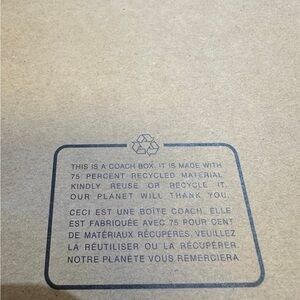 THIS IS A COACH BOX. IT IS MADE WITH
75 PERCENT RECYCLED MATERIAL.
KINDLY REUSE OR RECYCLE IT.
OUR PLANET WILL THANK YOU.
CECI EST UNE BOÎTE COACH. ELLE
EST FABRIQUÉE AVEC 75 POUR CENT
DE MATÉRIAUX RÉCUPÉRÉS. VEUILLEZ
LA RÉUTILISER OU LA RÉCUPÉRER.
NOTRE PLANÈTE VOUS REMERCIERA.